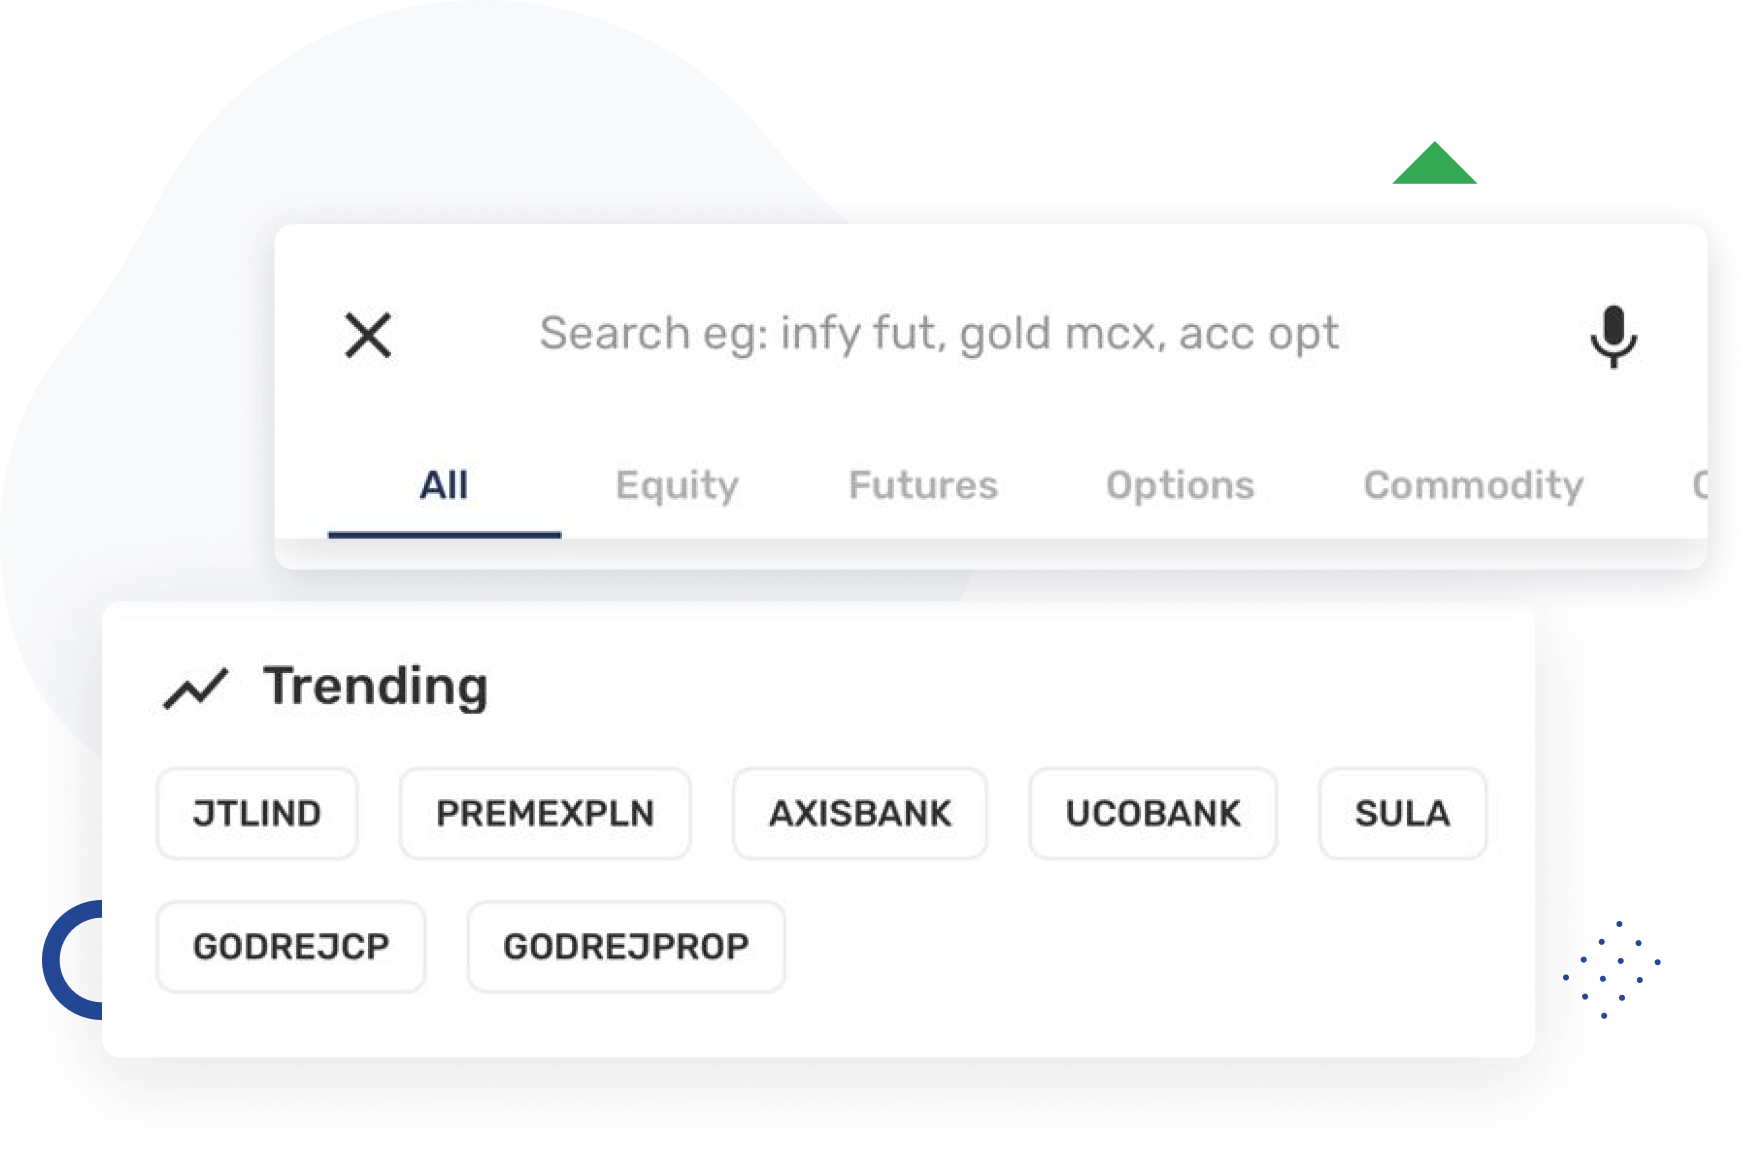 Search eg: infy fut, gold mcx, acc opt
All Equity Futures Options Commodity
Trending
JTLIND PREMEXPLN AXISBANK UCOBANK SULA
GODREJCP GODREJPROP